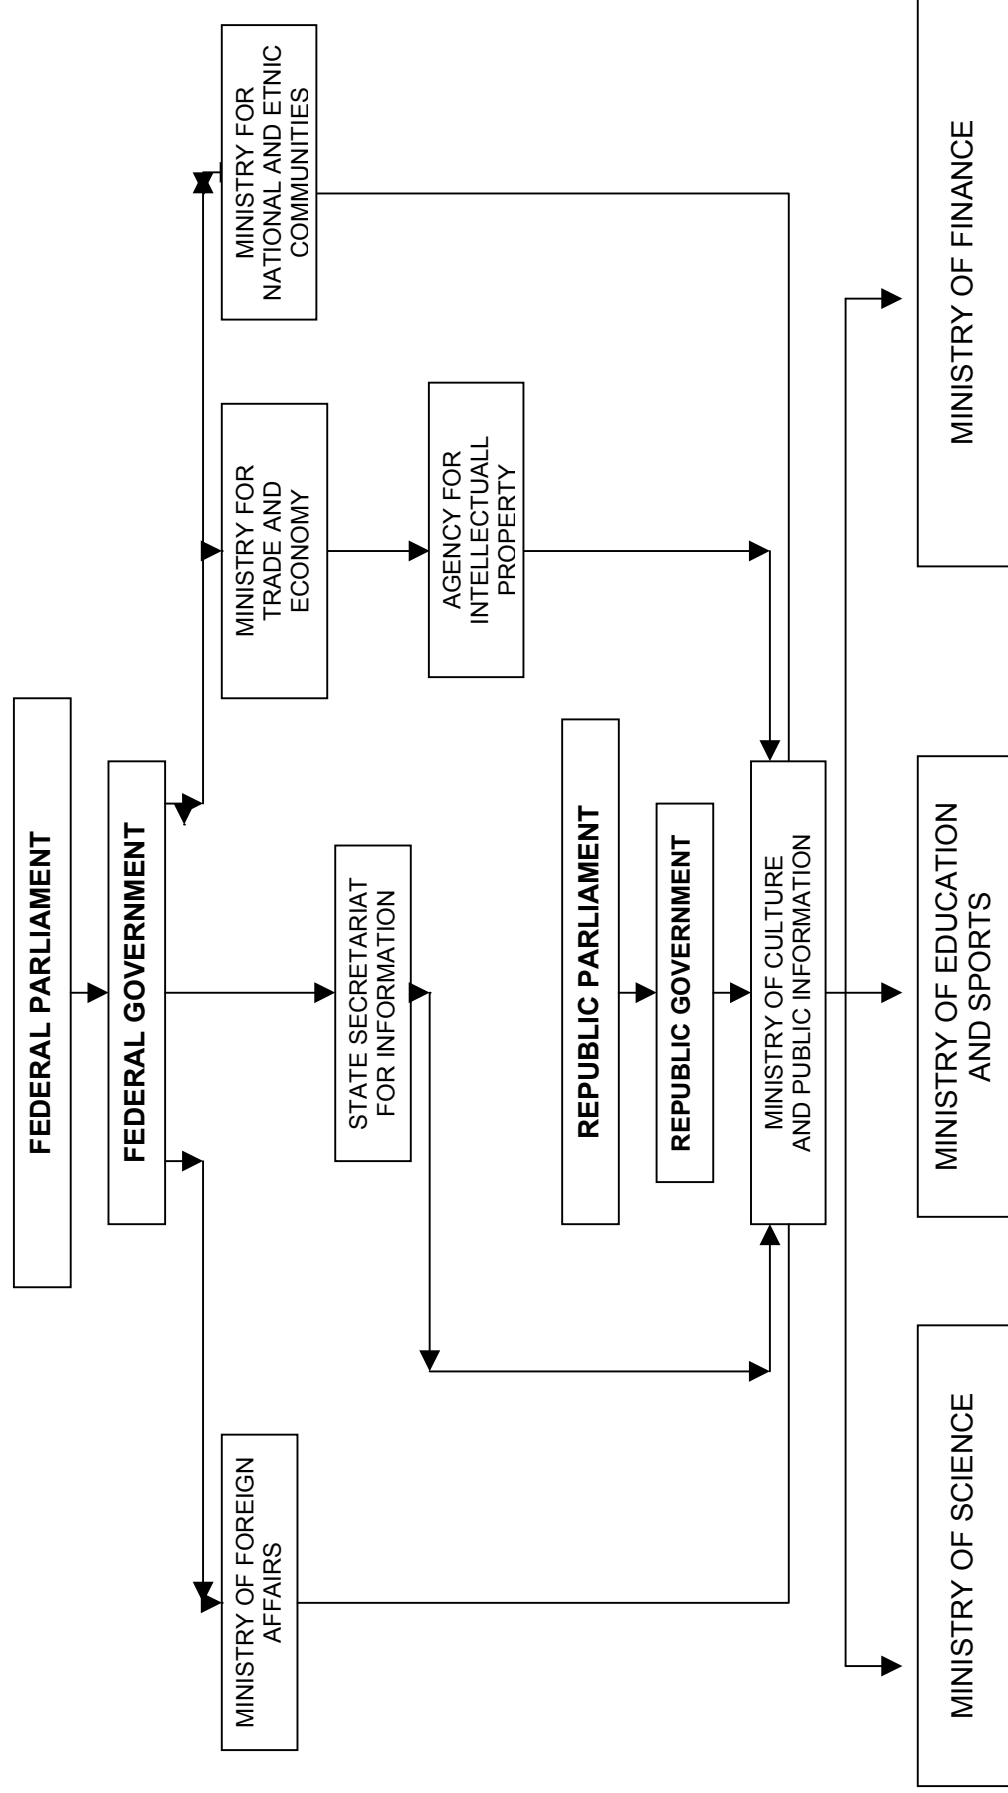 FEDERAL PARLIAMENT
FEDERAL GOVERNMENT
MINISTRY OF FOREIGN
AFFAIRS
MINISTRY FOR
TRADE AND
ECONOMY
MINISTRY FOR
NATIONAL AND ETNIC
COMMUNITIES
STATE SECRETARIAT
FOR INFORMATION
AGENCY FOR
INTELLECTUALL
PROPERTY
REPUBLIC PARLIAMENT
REPUBLIC GOVERNMENT
MINISTRY OF CULTURE
AND PUBLIC INFORMATION
MINISTRY OF SCIENCE
MINISTRY OF EDUCATION
AND SPORTS
MINISTRY OF FINANCE